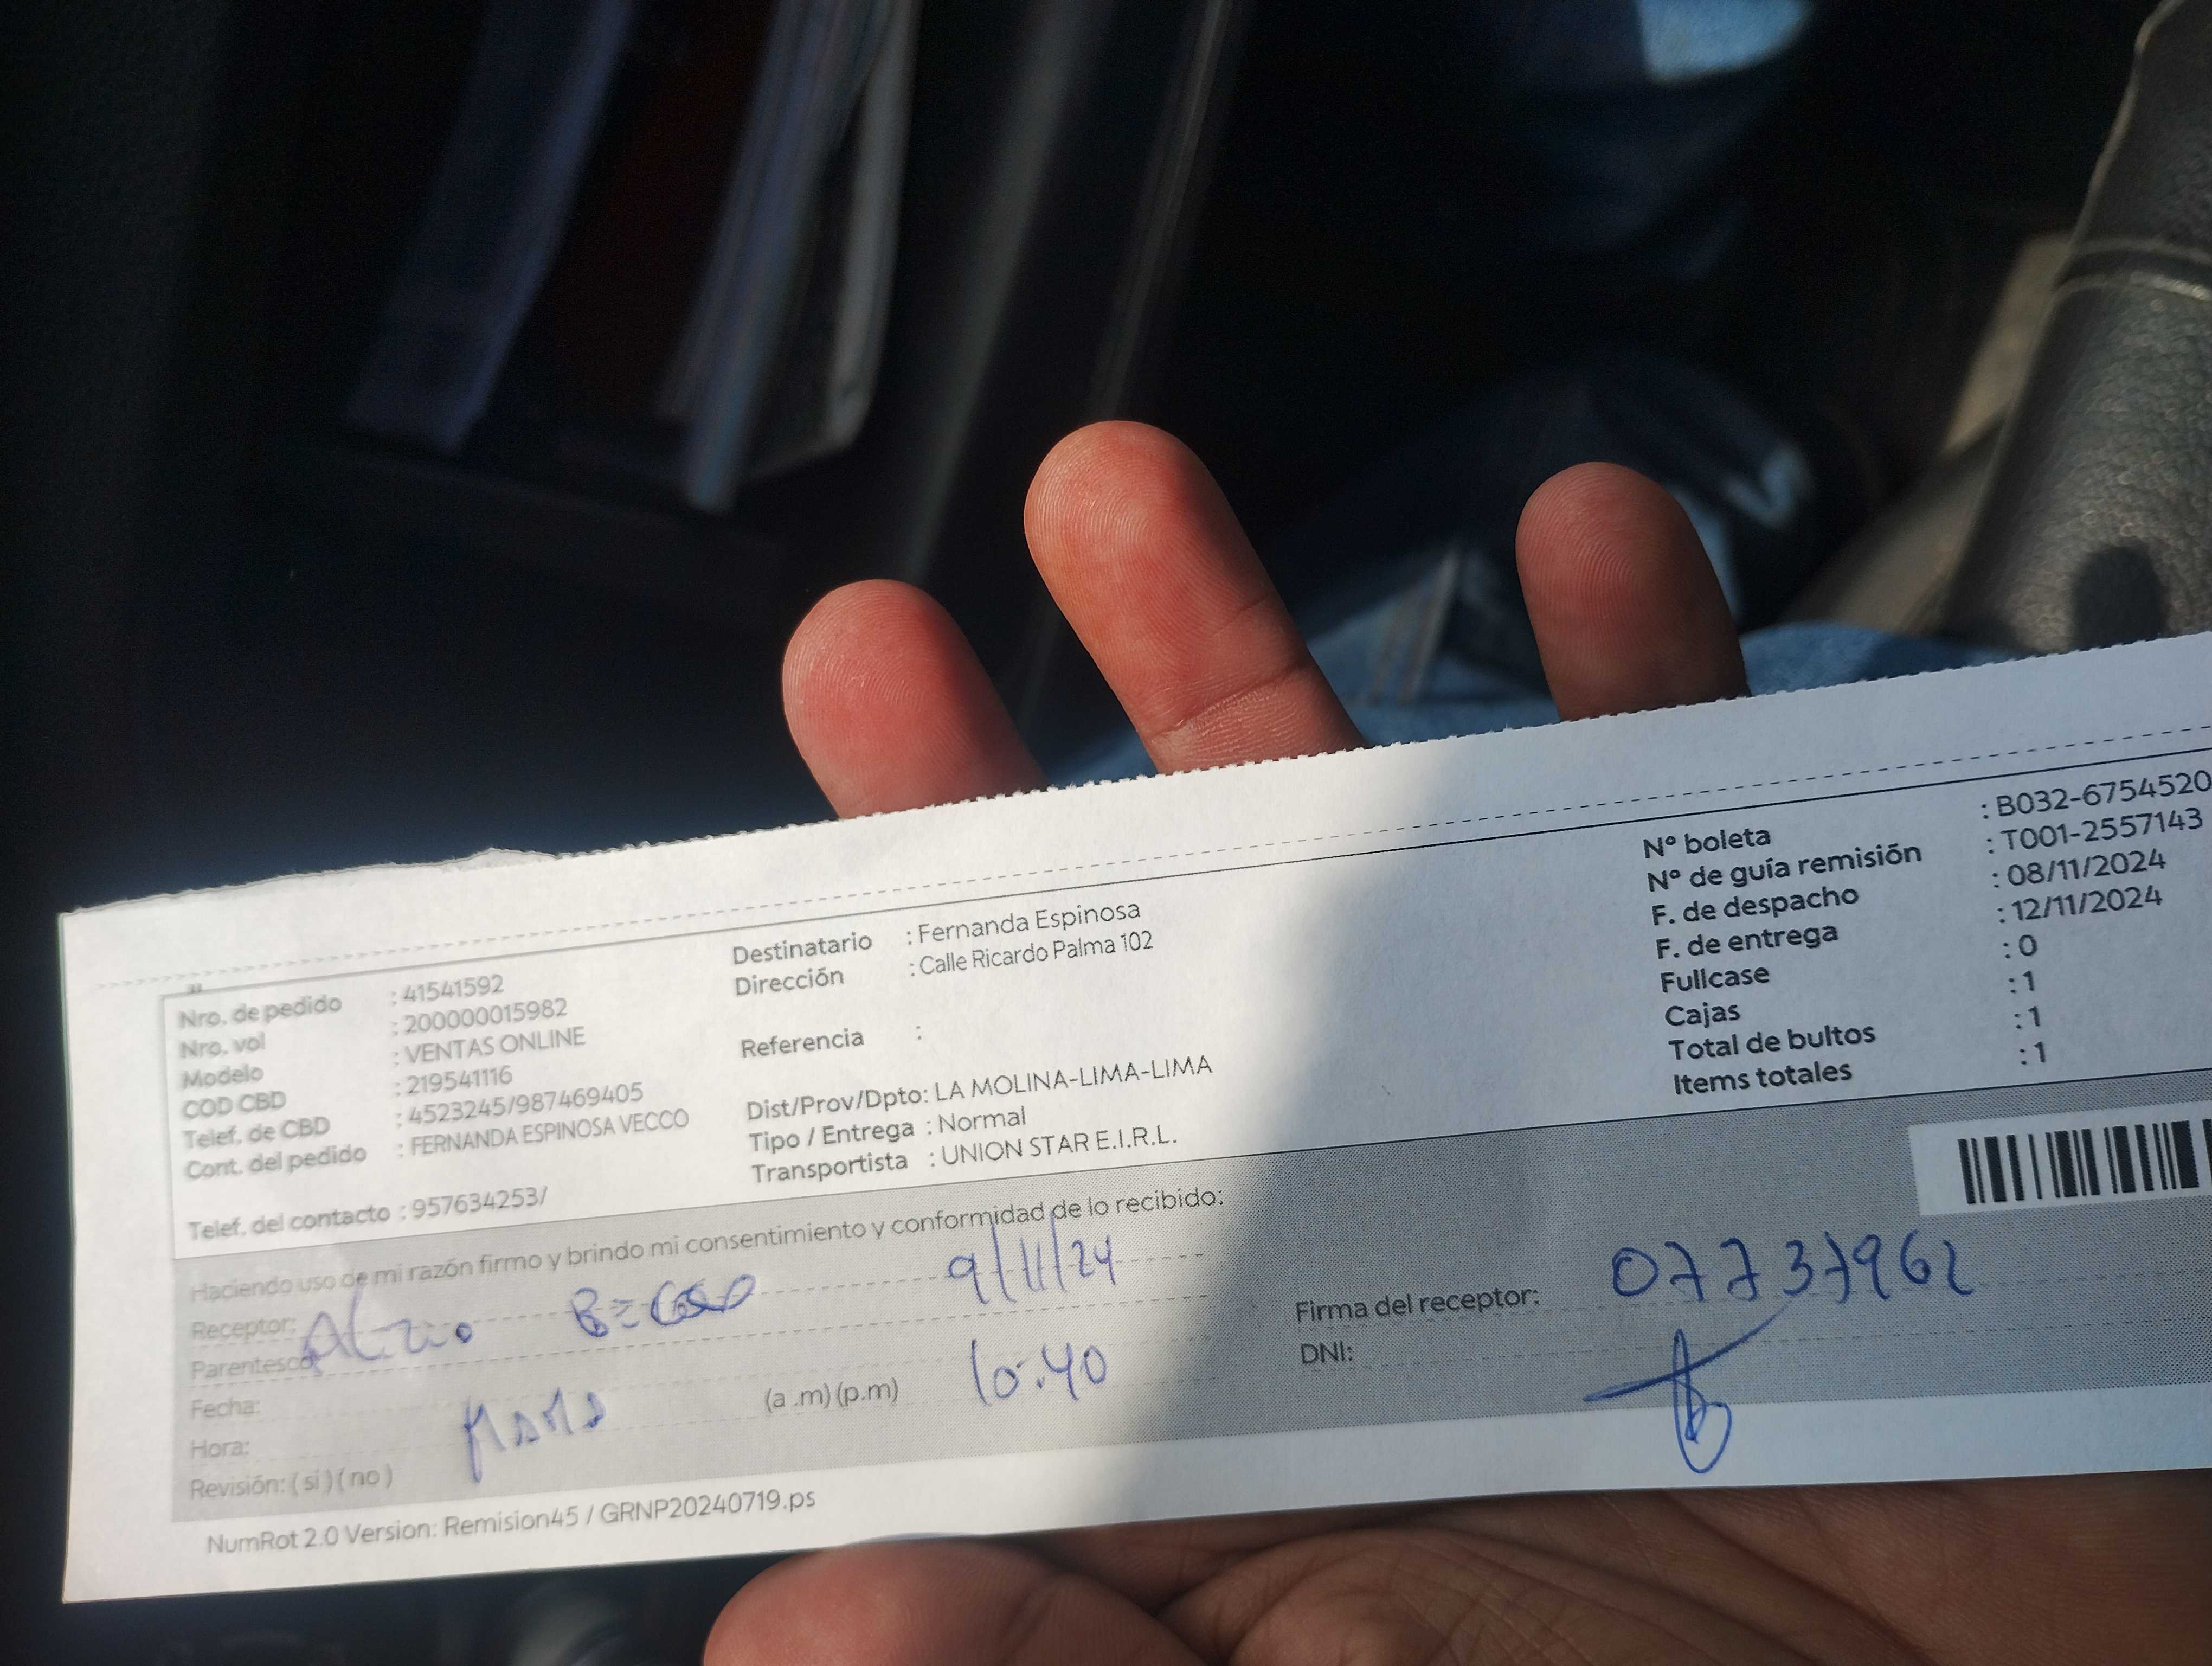 Nro. de pedido : 41541592
Nro. vol : 200000015982
Modelo : VENTAS ONLINE
COD CBD : 219541116
Telef. de CBD : 4523245/987469405
Cont. del pedido : FERNANDA ESPINOSA VECCO
Telef. del contacto : 957634253/
Destinatario : Fernanda Espinosa
Dirección : Calle Ricardo Palma 102
Referencia :
Dist/Prov/Dpto: LA MOLINA-LIMA-LIMA
Tipo / Entrega : Normal
Transportista : UNION STAR E.I.R.L.
Nº boleta : B032-6754520
Nº de guía remisión : T001-2557143
F. de despacho : 08/11/2024
F. de entrega : 12/11/2024
Fullcase : 0
Cajas : 1
Total de bultos : 1
Items totales : 1
Haciendo uso de mi razón firmo y brindo mi consentimiento y conformidad de lo recibido:
Receptor: 9/11/24
Parentesco
Fecha:
Hora: (a .m) (p.m) 10:40
Revisión: ( si ) ( no )
Firma del receptor: 07737962
DNI:
NumRot 2.0 Version: Remision45 / GRNP20240719.ps